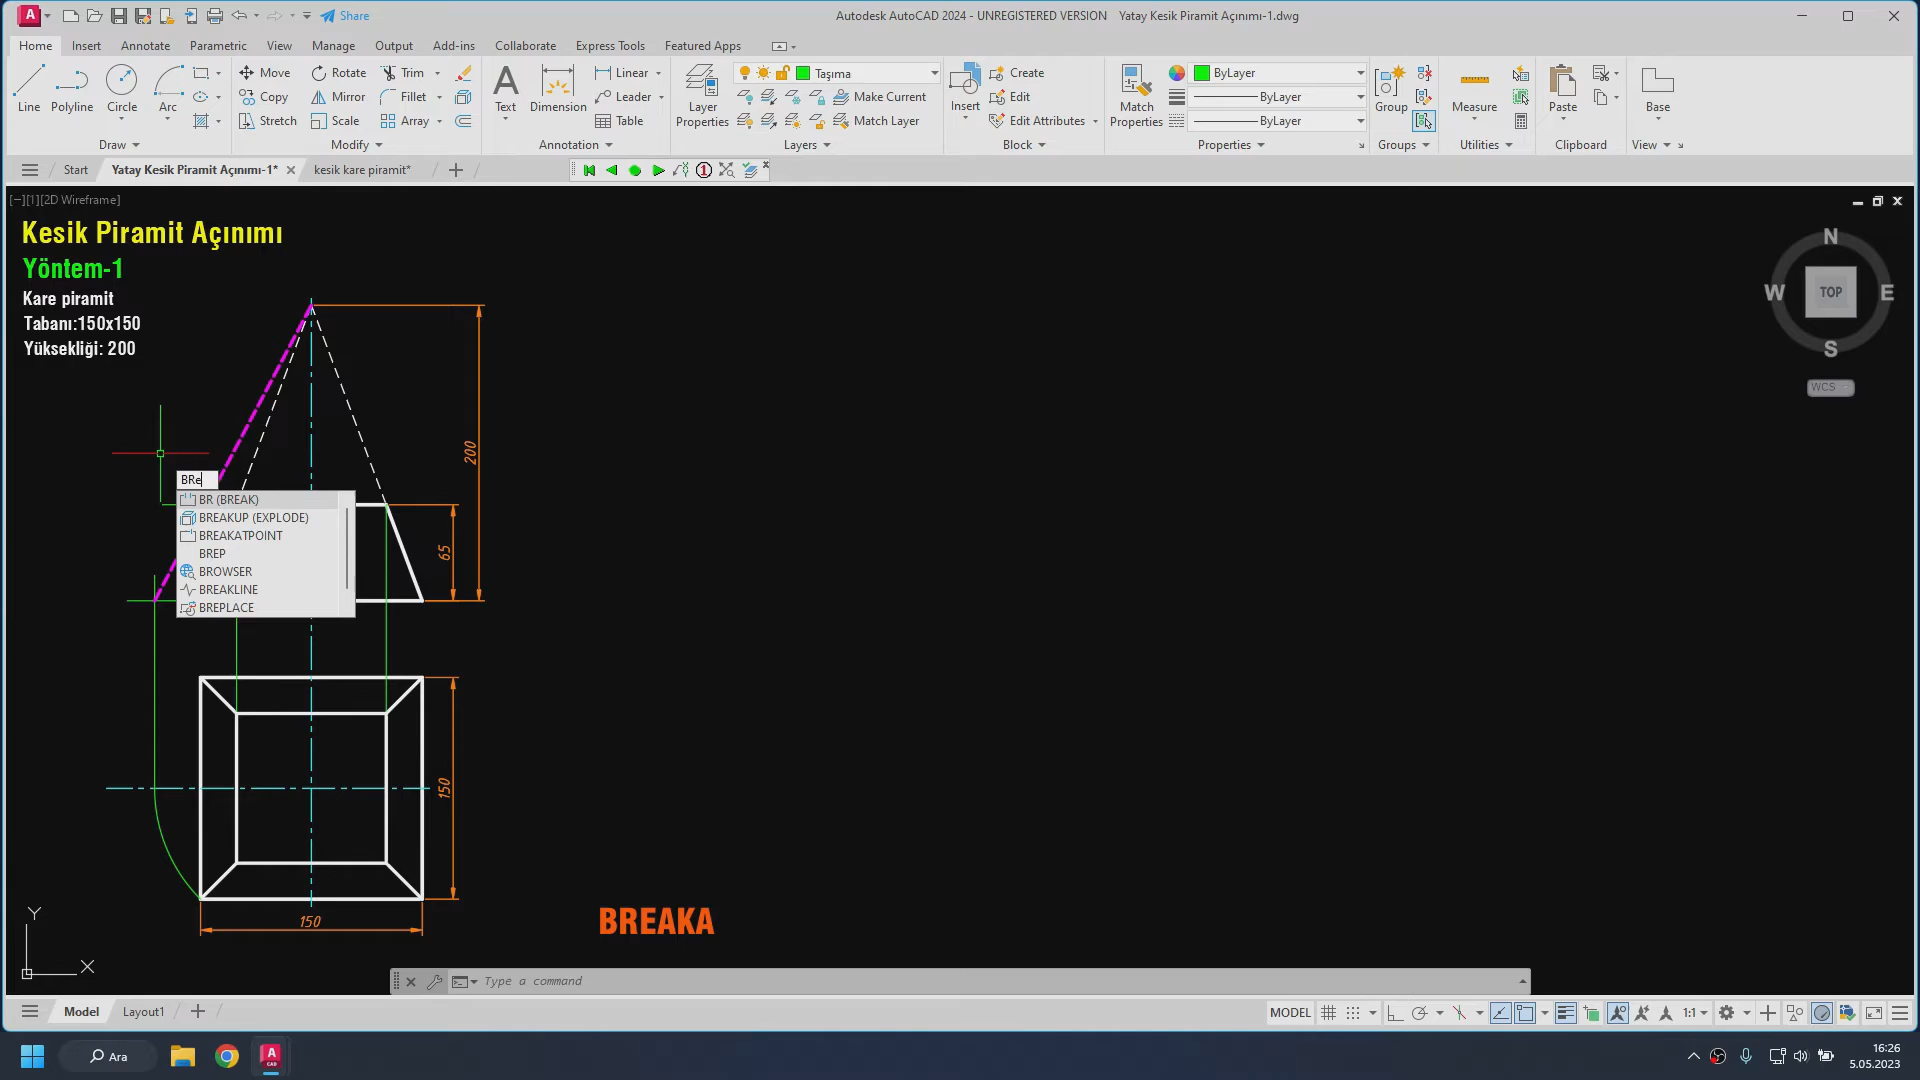 Share
Autodesk AutoCAD 2024 - UNREGISTERED VERSION Yatay Kesik Piramit Açınımı-1.dwg
Home Insert Annotate Parametric View Manage Output Add-ins Collaborate Express Tools Featured Apps
Line Polyline Circle Arc
Move Rotate Trim
Copy Mirror Fillet
Stretch Scale Array
Text Dimension
Linear
Leader
Table
Layer Properties
Taşıma
Make Current
Match Layer
Insert
Create
Edit
Edit Attributes
Match Properties
ByLayer
ByLayer
ByLayer
Group
Measure
Paste
Base
Draw Modify Annotation Layers Block Properties Groups Utilities Clipboard View
Start Yatay Kesik Piramit Açınımı-1* kesik kare piramit*
[−][1][2D Wireframe]
Kesik Piramit Açınımı
Yöntem-1
Kare piramit
Tabanı:150x150
Yüksekliği: 200
N
W TOP E
S
WCS
200
65
BRe
BR (BREAK)
BREAKUP (EXPLODE)
BREAKATPOINT
BREP
BROWSER
BREAKLINE
BREPLACE
150
150
BREAKA
Y
X
Type a command
Model Layout1
MODEL 1:1
Ara
A
CAD
16:26
5.05.2023